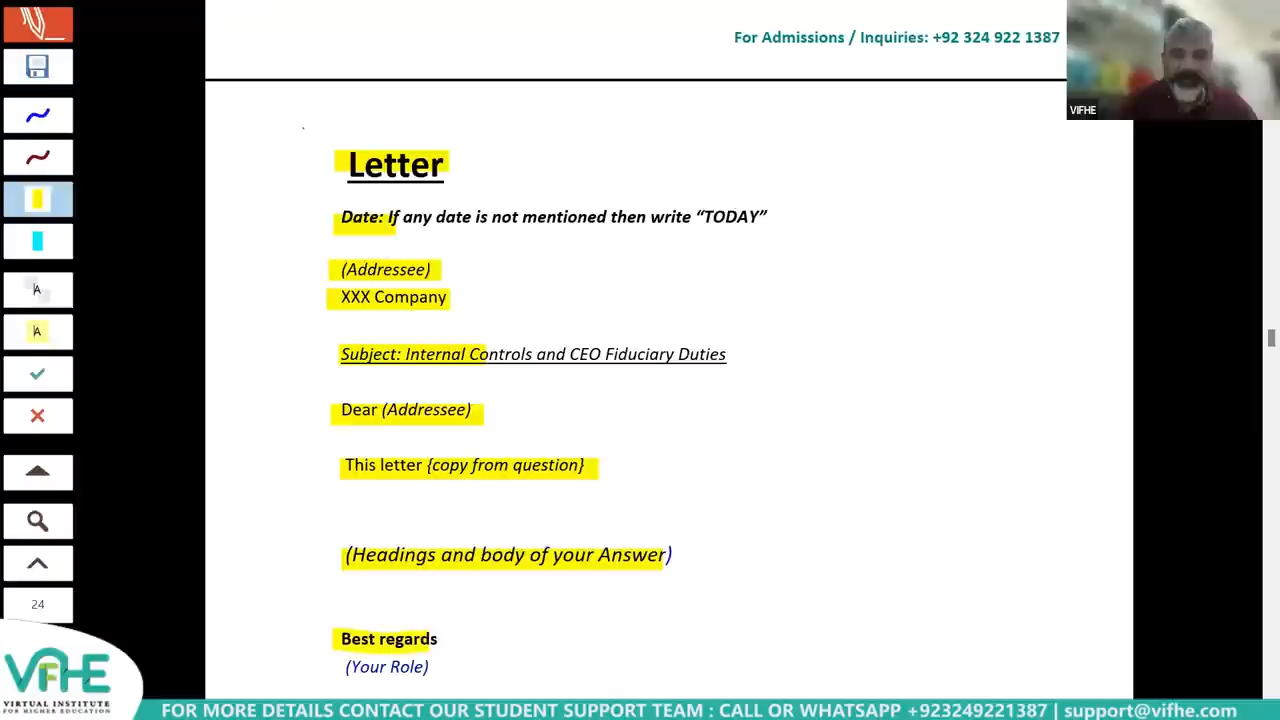 For Admissions / Inquiries: +92 324 922 1387
VIFHE
Letter
Date: If any date is not mentioned then write “TODAY”
(Addressee)
XXX Company
Subject: Internal Controls and CEO Fiduciary Duties
Dear (Addressee)
This letter {copy from question}
(Headings and body of your Answer)
Best regards
(Your Role)
A
A
24
VIFHE
VIRTUAL INSTITUTE
FOR HIGHER EDUCATION
FOR MORE DETAILS CONTACT OUR STUDENT SUPPORT TEAM : CALL OR WHATSAPP +923249221387 | support@vifhe.com